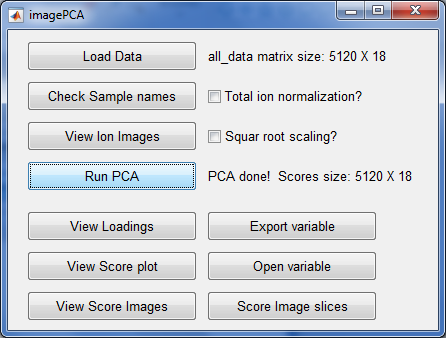 imagePCA
Load Data
all_data matrix size: 5120 X 18
Check Sample names
Total ion normalization?
View Ion Images
Squar root scaling?
Run PCA
PCA done!  Scores size: 5120 X 18
View Loadings
Export variable
View Score plot
Open variable
View Score Images
Score Image slices